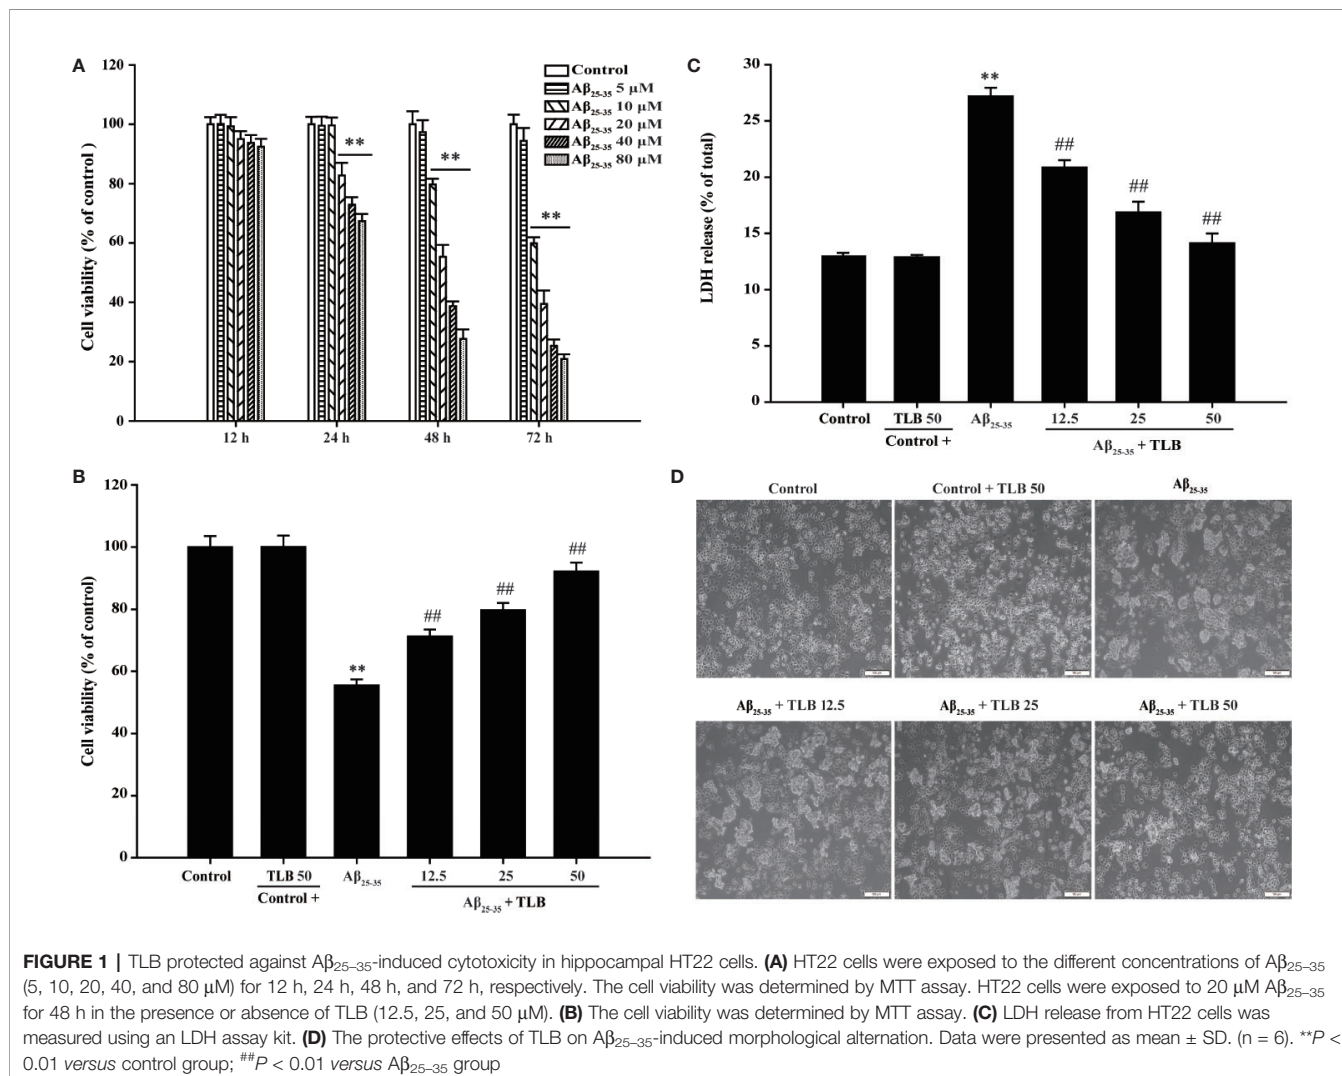 A
120
100
80
60
40
20
0
Cell viability (% of control)
Control
Aβ25-35 5 μM
Aβ25-35 10 μM
Aβ25-35 20 μM
Aβ25-35 40 μM
Aβ25-35 80 μM
**
**
**
12 h 24 h 48 h 72 h
C
30
25
20
15
10
5
0
LDH release (% of total)
**
##
##
##
Control TLB 50 Aβ25-35 12.5 25 50
Control + Aβ25-35 + TLB
B
120
100
80
60
40
20
0
Cell viability (% of control)
**
##
##
##
Control TLB 50 Aβ25-35 12.5 25 50
Control + Aβ25-35 + TLB
D
Control Control + TLB 50 Aβ25-35
Aβ25-35 + TLB 12.5 Aβ25-35 + TLB 25 Aβ25-35 + TLB 50
FIGURE 1 | TLB protected against Aβ25–35-induced cytotoxicity in hippocampal HT22 cells. (A) HT22 cells were exposed to the different concentrations of Aβ25–35
(5, 10, 20, 40, and 80 μM) for 12 h, 24 h, 48 h, and 72 h, respectively. The cell viability was determined by MTT assay. HT22 cells were exposed to 20 μM Aβ25–35
for 48 h in the presence or absence of TLB (12.5, 25, and 50 μM). (B) The cell viability was determined by MTT assay. (C) LDH release from HT22 cells was
measured using an LDH assay kit. (D) The protective effects of TLB on Aβ25–35-induced morphological alternation. Data were presented as mean ± SD. (n = 6). **P <
0.01 versus control group; ##P < 0.01 versus Aβ25–35 group